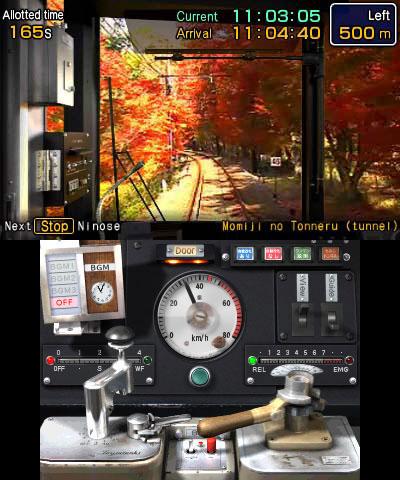 Allotted time
165s
Current 11:03:05
Arrival 11:04:40
Left
500 m
45
Next Stop Ninose
Momiji no Tonneru (tunnel)
Door
BGM1
BGM2
BGM3
OFF
BGM
View
Guide
20
40
60
0
80
km/h
0 1 2 3 4
OFF S WF
1 2 3 4 5 6 7
REL EMG